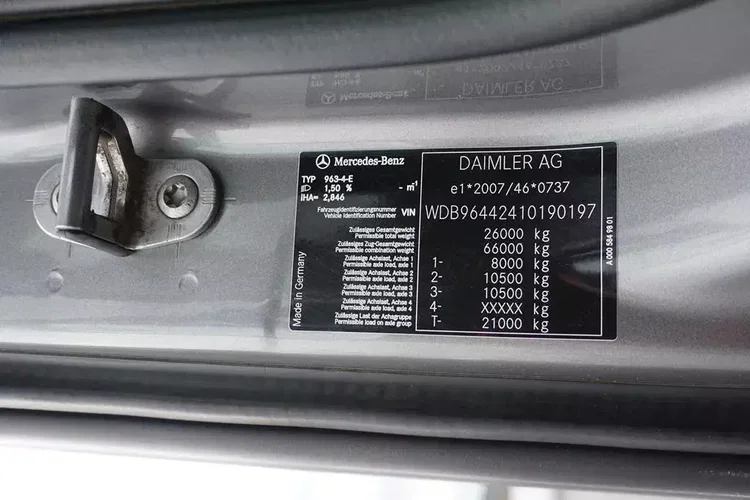 Mercedes-Benz
TYP 963-4-E
1,50 % - m¹
iHA= 2,846
Fahrzeugidentifizierungsnummer
Vehicle Identification Number VIN
DAIMLER AG
e1*2007/46*0737
WDB96442410190197
Zulässiges Gesamtgewicht
Permissible total weight 26000 kg
Zulässiges Zug-Gesamtgewicht
Permissible combination weight 66000 kg
Zulässige Achslast, Achse 1
Permissible axle load, axle 1 1- 8000 kg
Zulässige Achslast, Achse 2
Permissible axle load, axle 2 2- 10500 kg
Zulässige Achslast, Achse 3
Permissible axle load, axle 3 3- 10500 kg
Zulässige Achslast, Achse 4
Permissible axle load, axle 4 4- XXXXX kg
Zulässige Last der Achsgruppe
Permissible load on axle group T- 21000 kg
Made in Germany
A 000 584 98 01